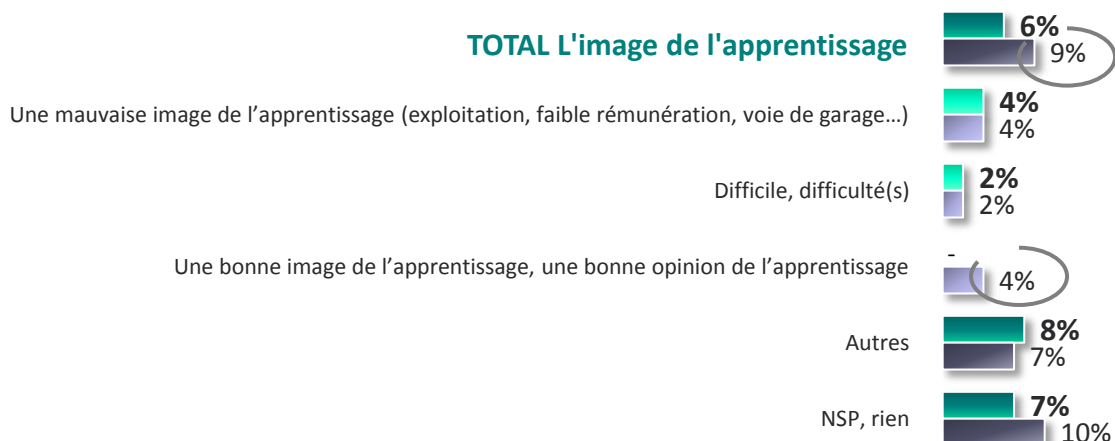 TOTAL L'image de l'apprentissage
6%
9%
Une mauvaise image de l’apprentissage (exploitation, faible rémunération, voie de garage…)
4%
4%
Difficile, difficulté(s)
2%
2%
Une bonne image de l’apprentissage, une bonne opinion de l’apprentissage
-
4%
Autres
8%
7%
NSP, rien
7%
10%